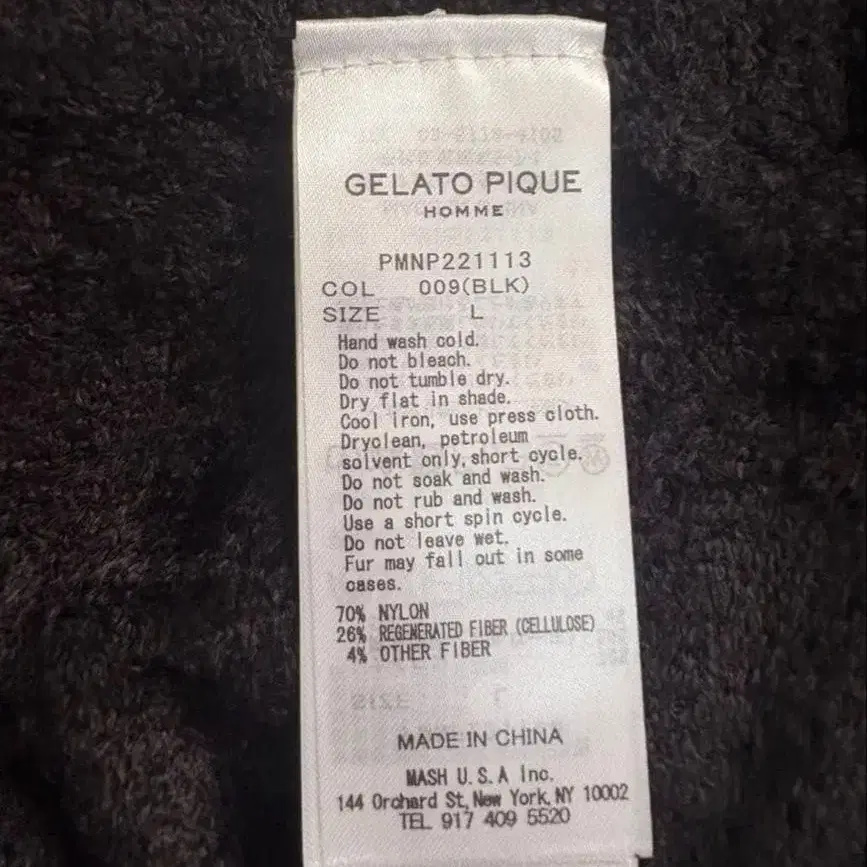 GELATO PIQUE
HOMME
PMNP221113
COL 009(BLK)
SIZE L
Hand wash cold.
Do not bleach.
Do not tumble dry.
Dry flat in shade.
Cool iron, use press cloth.
Dryclean, petroleum
solvent only, short cycle.
Do not soak and wash.
Do not rub and wash.
Use a short spin cycle.
Do not leave wet.
Fur may fall out in some
cases.
70% NYLON
26% REGENERATED FIBER (CELLULOSE)
4% OTHER FIBER
MADE IN CHINA
MASH U.S.A Inc.
144 Orchard St, New York, NY 10002
TEL 917 409 5520